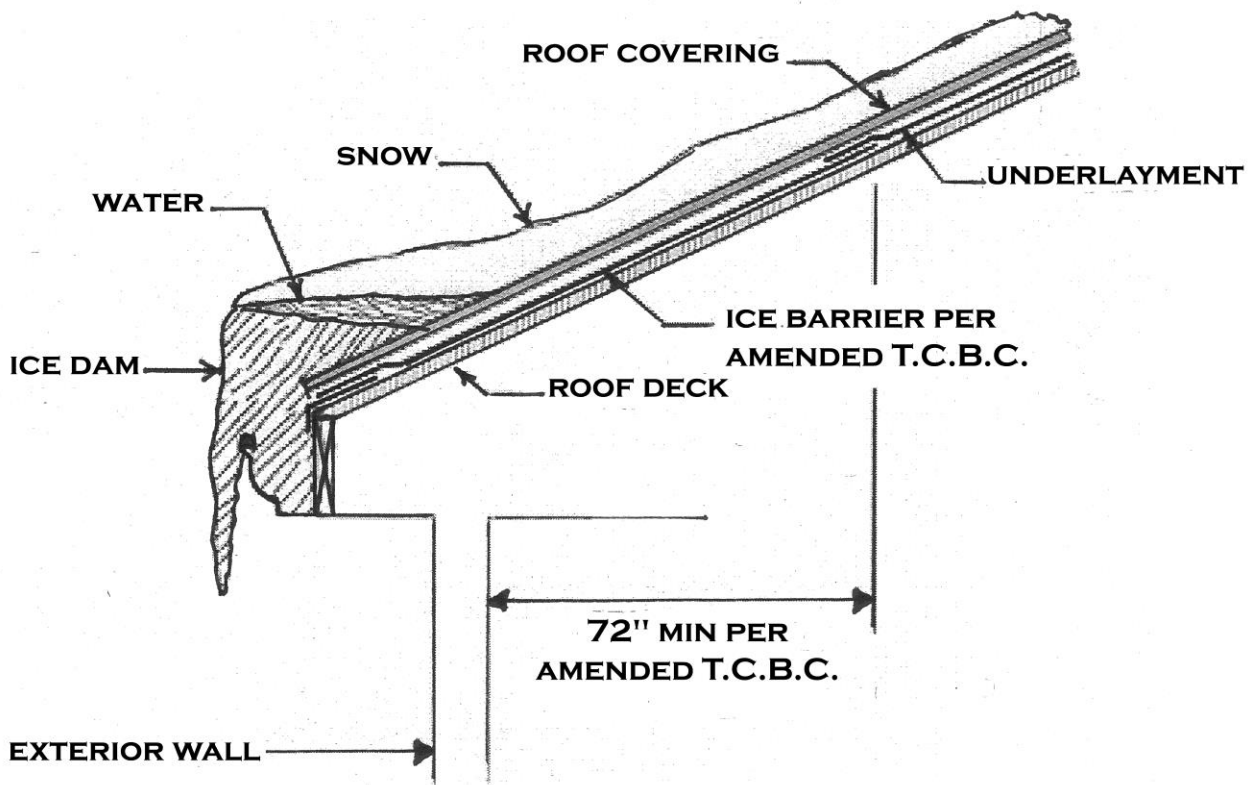 ROOF COVERING
SNOW
UNDERLAYMENT
WATER
ICE BARRIER PER
AMENDED T.C.B.C.
ICE DAM
ROOF DECK
72" MIN PER
AMENDED T.C.B.C.
EXTERIOR WALL